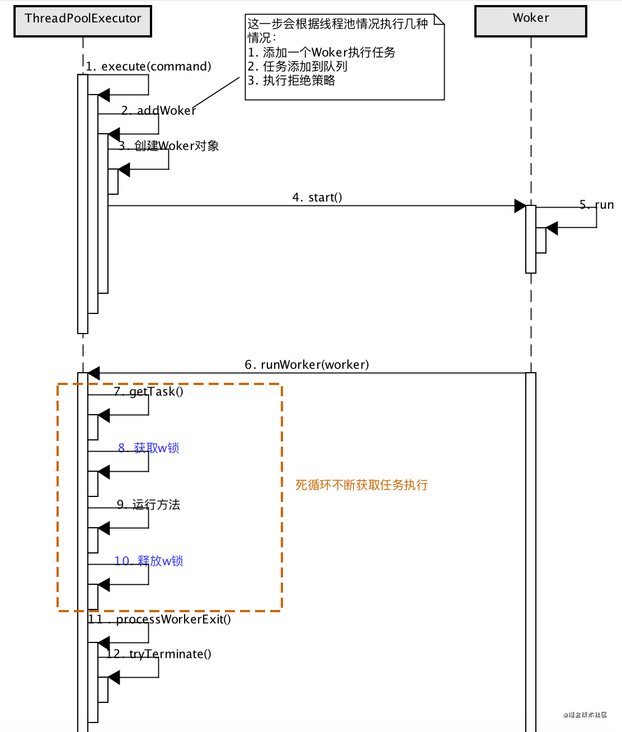 ThreadPoolExecutor
Woker
这一步会根据线程池情况执行几种
情况：
1. 添加一个Woker执行任务
2. 任务添加到队列
3. 执行拒绝策略
1. execute(command)
2. addWoker
3. 创建Woker对象
4. start()
5. run
6. runWorker(worker)
7. getTask()
8. 获取w锁
死循环不断获取任务执行
9. 运行方法
10. 释放w锁
11. processWorkerExit()
12. tryTerminate()
@掘金技术社区